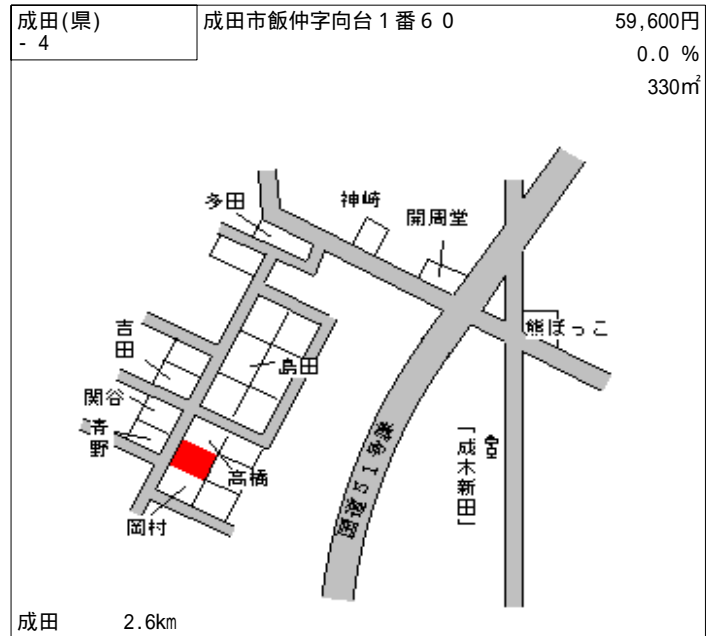 成田(県)
- 4
成田市飯仲字向台１番６０
59,600円
0.0 %
330㎡
多田
神崎
開周堂
熊ぼっこ
吉田
島田
関谷
青野
高橋
岡村
国道５１号線
「成木新田」
成田 2.6km